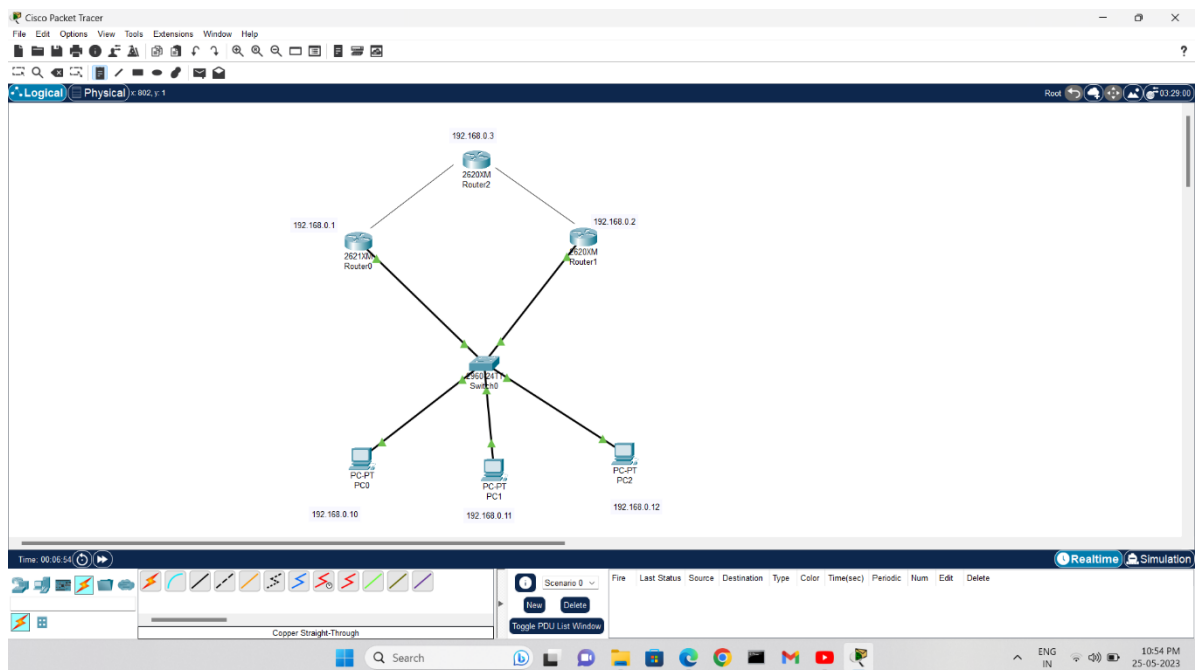 Cisco Packet Tracer
File Edit Options View Tools Extensions Window Help
?
Logical Physical x: 802, y: 1 Root 03:29:00
192.168.0.3
2620XM
Router2
192.168.0.1
192.168.0.2
2621XM
Router0
2620XM
Router1
2960-24TT
Switch0
PC-PT
PC0
PC-PT
PC1
PC-PT
PC2
192.168.0.10
192.168.0.11
192.168.0.12
Time: 00:06:54 Realtime Simulation
Scenario 0 Fire Last Status Source Destination Type Color Time(sec) Periodic Num Edit Delete
New Delete
Toggle PDU List Window
Copper Straight-Through
Search
ENG
IN
10:54 PM
25-05-2023